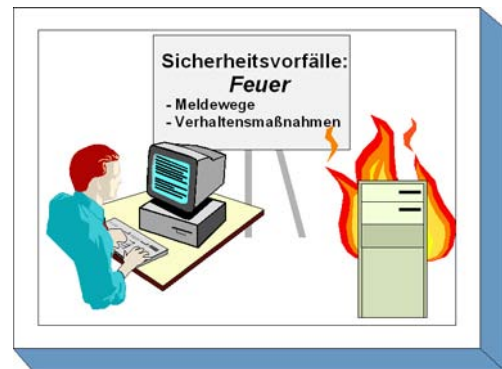 Sicherheitsvorfälle:
Feuer
- Meldewege
- Verhaltensmaßnahmen